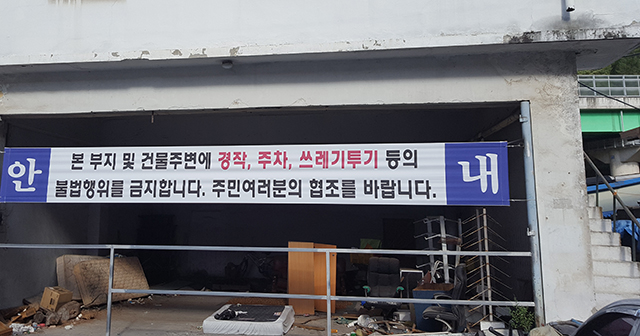 안내
본 부지 및 건물주변에 경작, 주차, 쓰레기투기 등의
불법행위를 금지합니다. 주민여러분의 협조를 바랍니다.